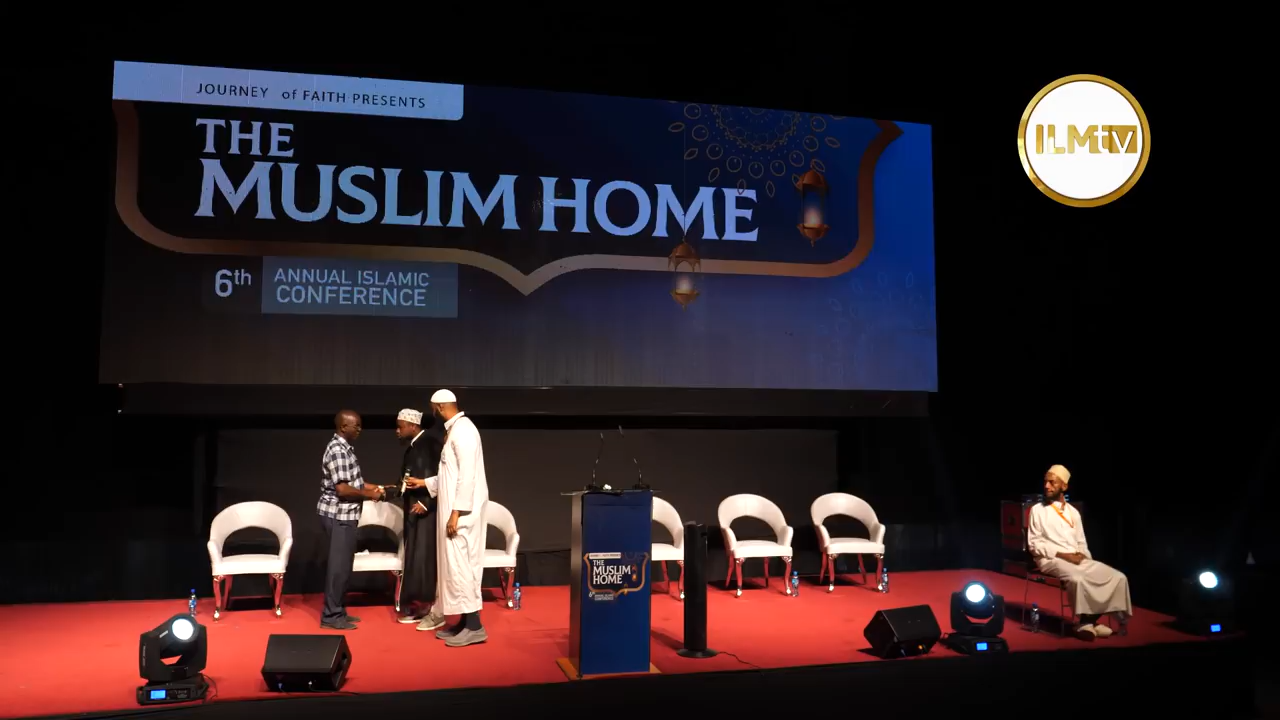 JOURNEY of FAITH PRESENTS
THE
MUSLIM HOME
6th
ANNUAL ISLAMIC
CONFERENCE
ILMtv
THE
MUSLIM
HOME